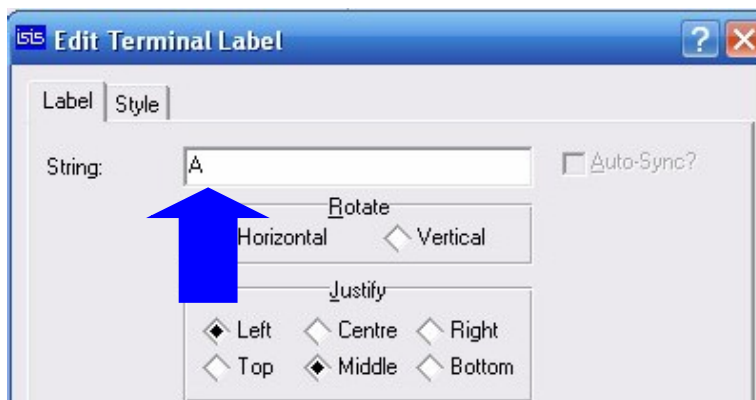 isis Edit Terminal Label
Label Style
String: A Auto-Sync?
Rotate
Horizontal Vertical
Justify
Left Centre Right
Top Middle Bottom